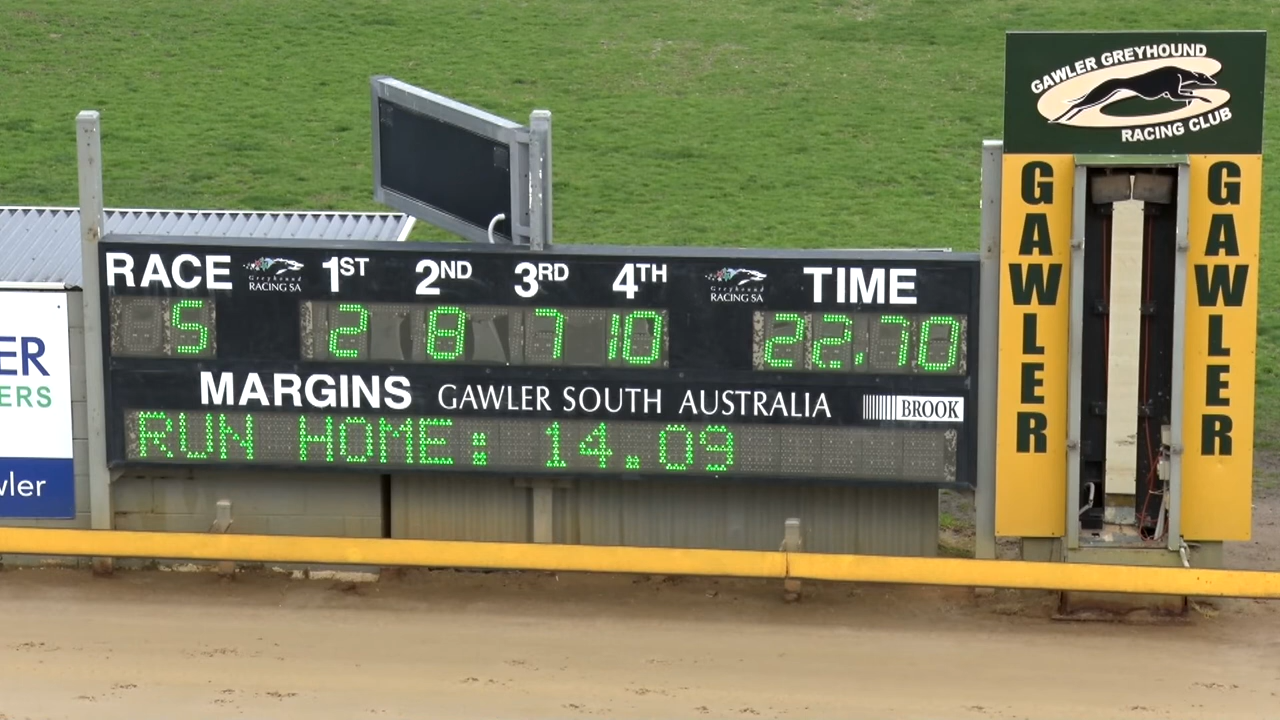 GAWLER GREYHOUND
RACING CLUB
RACE
Greyhound
RACING SA
1ST 2ND 3RD 4TH
Greyhound
RACING SA
TIME
5 2 8 7 10 22.70
MARGINS GAWLER SOUTH AUSTRALIA BROOK
RUN HOME: 14.09
GAWLER
GAWLER
ER
ERS
wler